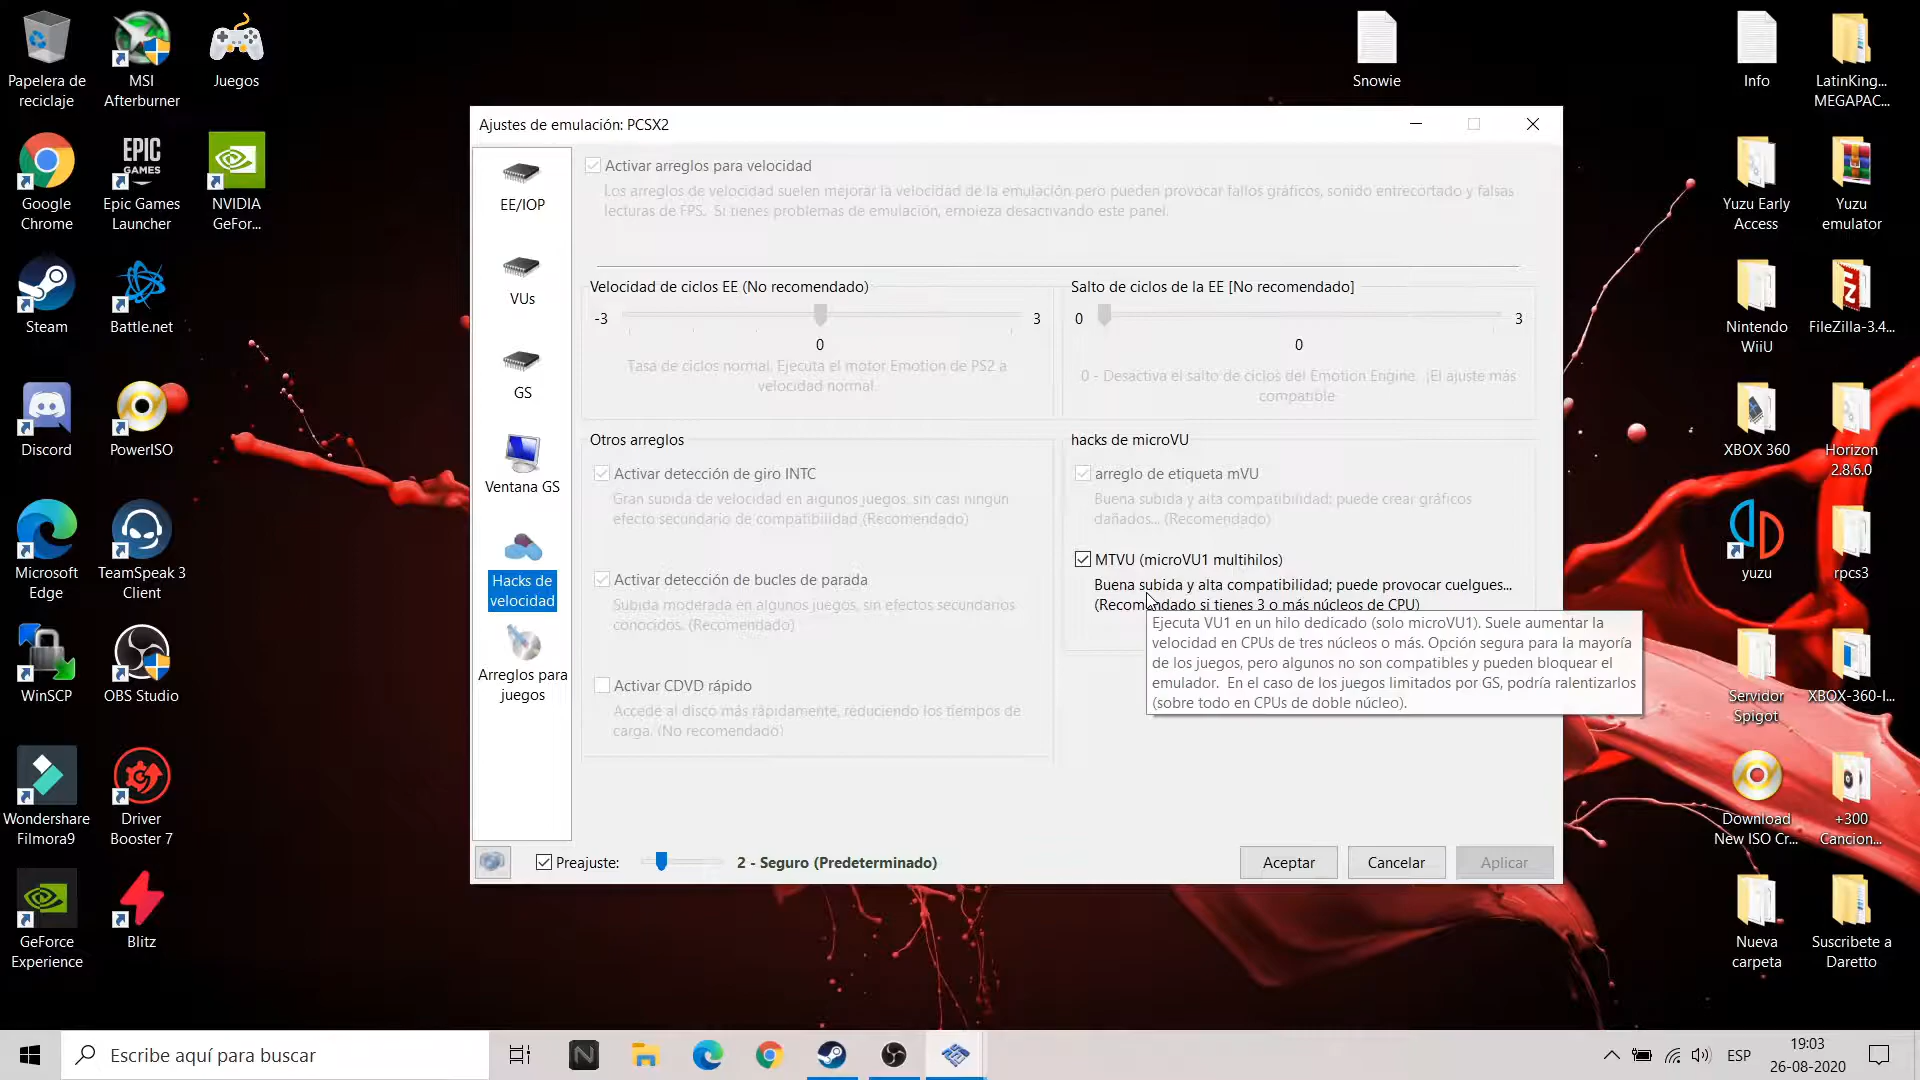 Papelera de
reciclaje
MSI
Afterburner
Juegos
Google
Chrome
EPIC
GAMES
Epic Games
Launcher
NVIDIA
GeFor...
Steam
Battle.net
Discord
PowerISO
Microsoft
Edge
TeamSpeak 3
Client
WinSCP
OBS Studio
Wondershare
Filmora9
Driver
Booster 7
GeForce
Experience
Blitz
Ajustes de emulación: PCSX2
EE/IOP
VUs
GS
Ventana GS
Hacks de
velocidad
Arreglos para
juegos
Activar arreglos para velocidad
Los arreglos de velocidad suelen mejorar la velocidad de la emulación pero pueden provocar fallos gráficos, sonido entrecortado y falsas
lecturas de FPS.  Si tienes problemas de emulación, empieza desactivando este panel.
Velocidad de ciclos EE (No recomendado)
-3
3
0
Tasa de ciclos normal. Ejecuta el motor Emotion de PS2 a
velocidad normal.
Salto de ciclos de la EE [No recomendado]
0
3
0
0 - Desactiva el salto de ciclos del Emotion Engine.  ¡El ajuste más
compatible
Otros arreglos
Activar detección de giro INTC
Gran subida de velocidad en algunos juegos, sin casi ningún
efecto secundario de compatibilidad (Recomendado)
Activar detección de bucles de parada
Subida moderada en algunos juegos, sin efectos secundarios
conocidos. (Recomendado)
Activar CDVD rápido
Accede al disco más rápidamente, reduciendo los tiempos de
carga. (No recomendado)
hacks de microVU
arreglo de etiqueta mVU
Buena subida y alta compatibilidad; puede crear gráficos
dañados... (Recomendado)
MTVU (microVU1 multihilos)
Buena subida y alta compatibilidad; puede provocar cuelgues...
(Recomendado si tienes 3 o más núcleos de CPU)
Ejecuta VU1 en un hilo dedicado (solo microVU1). Suele aumentar la
velocidad en CPUs de tres núcleos o más. Opción segura para la mayoría
de los juegos, pero algunos no son compatibles y pueden bloquear el
emulador.  En el caso de los juegos limitados por GS, podría ralentizarlos
(sobre todo en CPUs de doble núcleo).
Preajuste:
2 - Seguro (Predeterminado)
Aceptar
Cancelar
Aplicar
Snowie
Info
LatinKing...
MEGAPAC...
Yuzu Early
Access
Yuzu
emulator
Nintendo
WiiU
FileZilla-3.4...
XBOX 360
Horizon
2.8.6.0
yuzu
rpcs3
Servidor
Spigot
XBOX-360-I...
Download
New ISO Cr...
+300
Cancion...
Nueva
carpeta
Suscribete a
Daretto
Escribe aquí para buscar
ESP
19:03
26-08-2020